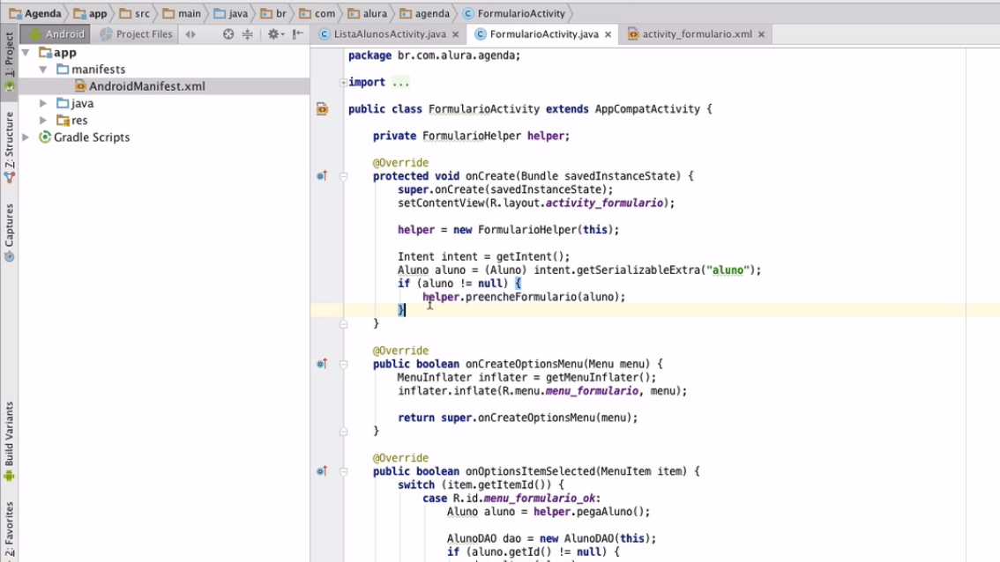 Agenda app src main java br com alura agenda FormularioActivity
Android Project Files
ListaAlunosActivity.java FormularioActivity.java activity_formulario.xml
1: Project
Z: Structure
Captures
Build Variants
2: Favorites
app
manifests
AndroidManifest.xml
java
res
Gradle Scripts
package br.com.alura.agenda;
import ...
public class FormularioActivity extends AppCompatActivity {
private FormularioHelper helper;
@Override
protected void onCreate(Bundle savedInstanceState) {
super.onCreate(savedInstanceState);
setContentView(R.layout.activity_formulario);
helper = new FormularioHelper(this);
Intent intent = getIntent();
Aluno aluno = (Aluno) intent.getSerializableExtra("aluno");
if (aluno != null) {
helper.preencheFormulario(aluno);
}
}
@Override
public boolean onCreateOptionsMenu(Menu menu) {
MenuInflater inflater = getMenuInflater();
inflater.inflate(R.menu.menu_formulario, menu);
return super.onCreateOptionsMenu(menu);
}
@Override
public boolean onOptionsItemSelected(MenuItem item) {
switch (item.getItemId()) {
case R.id.menu_formulario_ok:
Aluno aluno = helper.pegaAluno();
AlunoDAO dao = new AlunoDAO(this);
if (aluno.getId() != null) {